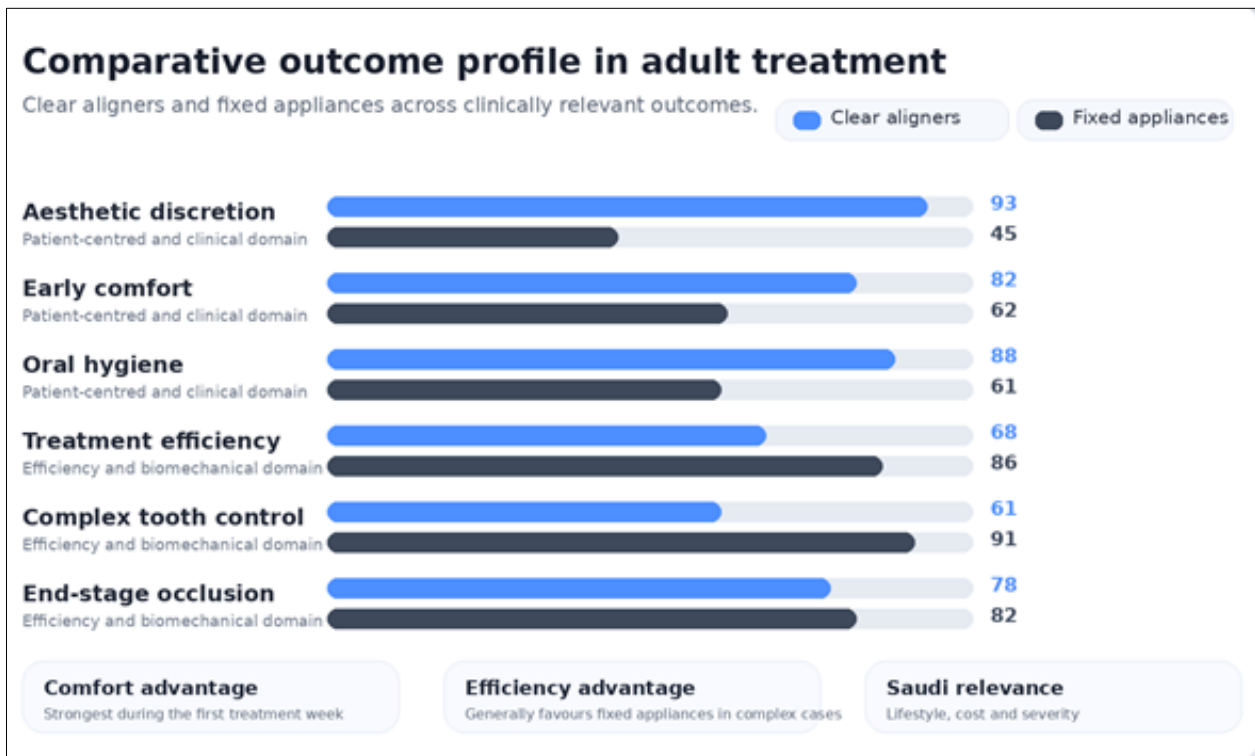 Comparative outcome profile in adult treatment
Clear aligners and fixed appliances across clinically relevant outcomes.
Clear aligners
Fixed appliances
Aesthetic discretion
Patient-centred and clinical domain
93
45
Early comfort
Patient-centred and clinical domain
82
62
Oral hygiene
Patient-centred and clinical domain
88
61
Treatment efficiency
Efficiency and biomechanical domain
68
86
Complex tooth control
Efficiency and biomechanical domain
61
91
End-stage occlusion
Efficiency and biomechanical domain
78
82
Comfort advantage
Strongest during the first treatment week
Efficiency advantage
Generally favours fixed appliances in complex cases
Saudi relevance
Lifestyle, cost and severity